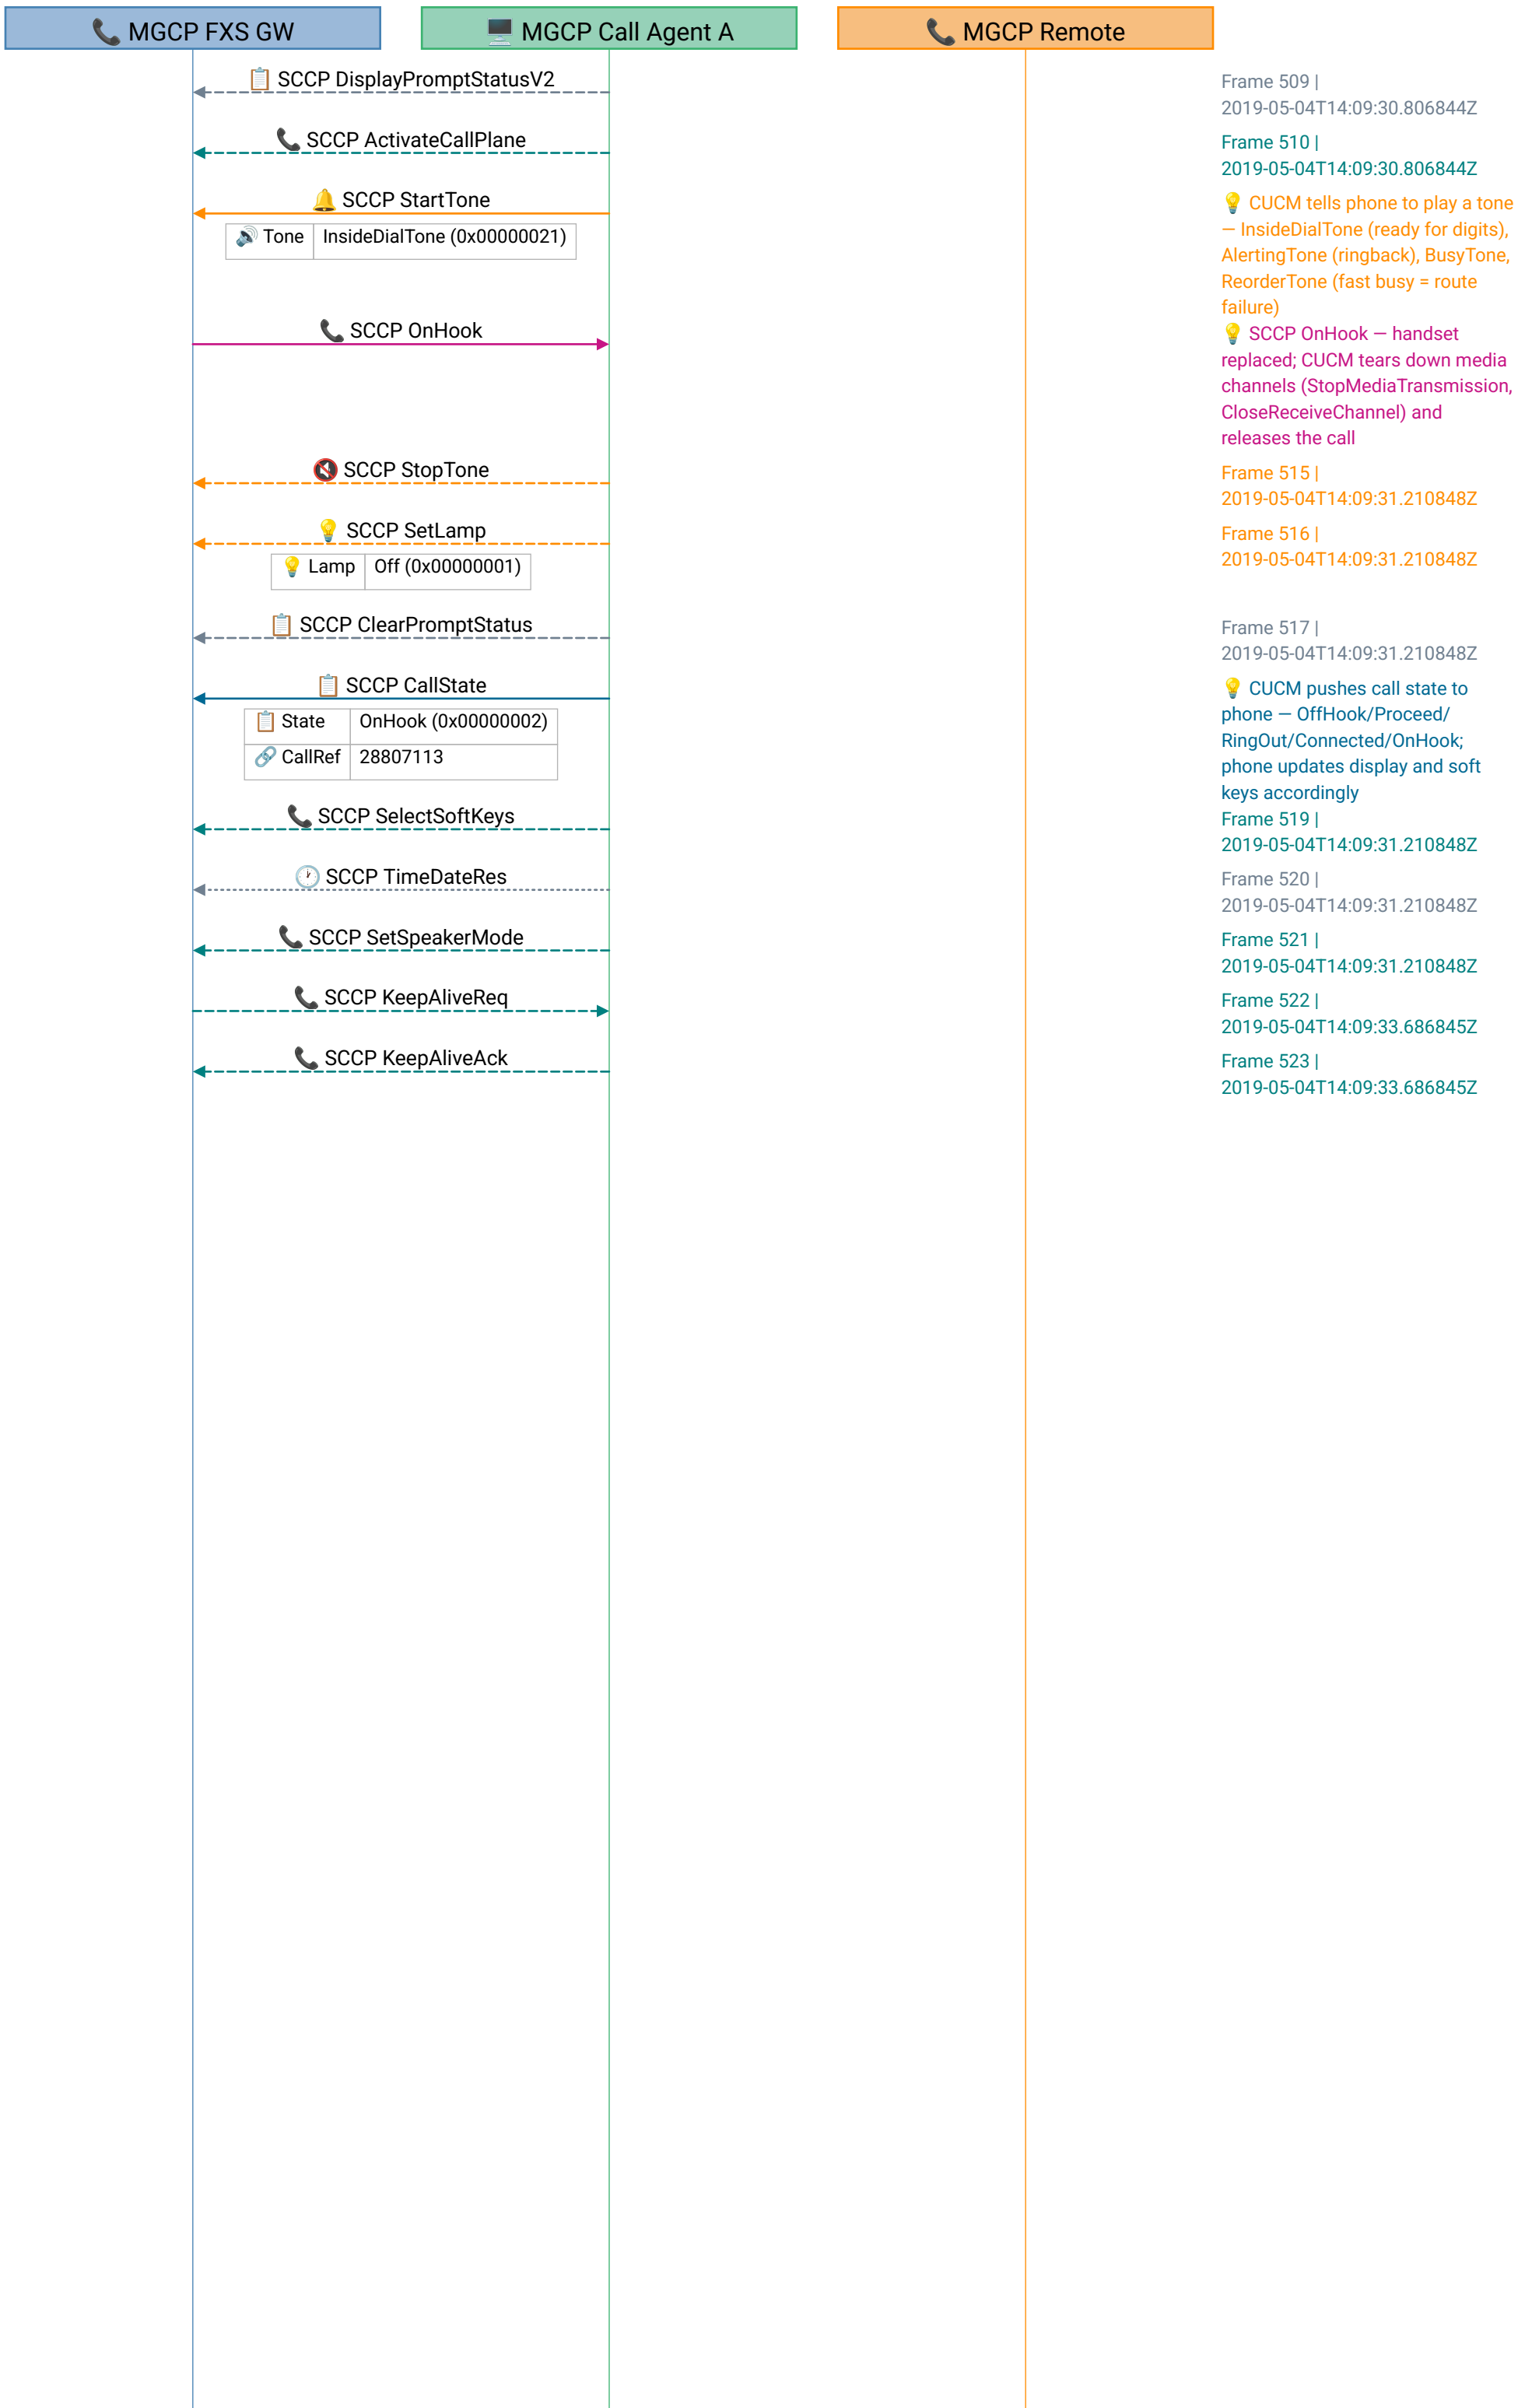 📞 MGCP FXS GW
🖥️ MGCP Call Agent A
📞 MGCP Remote
📋 SCCP DisplayPromptStatusV2
Frame 509 |
2019-05-04T14:09:30.806844Z
📞 SCCP ActivateCallPlane
Frame 510 |
2019-05-04T14:09:30.806844Z
🔔 SCCP StartTone
🔊 Tone
InsideDialTone (0x00000021)
💡 CUCM tells phone to play a tone
— InsideDialTone (ready for digits),
AlertingTone (ringback), BusyTone,
ReorderTone (fast busy = route
failure)
📞 SCCP OnHook
💡 SCCP OnHook — handset
replaced; CUCM tears down media
channels (StopMediaTransmission,
CloseReceiveChannel) and
releases the call
🔇 SCCP StopTone
Frame 515 |
2019-05-04T14:09:31.210848Z
💡 SCCP SetLamp
💡 Lamp
Off (0x00000001)
Frame 516 |
2019-05-04T14:09:31.210848Z
📋 SCCP ClearPromptStatus
Frame 517 |
2019-05-04T14:09:31.210848Z
📋 SCCP CallState
📋 State
OnHook (0x00000002)
🔗 CallRef
28807113
💡 CUCM pushes call state to
phone — OffHook/Proceed/
RingOut/Connected/OnHook;
phone updates display and soft
keys accordingly
📞 SCCP SelectSoftKeys
Frame 519 |
2019-05-04T14:09:31.210848Z
🕐 SCCP TimeDateRes
Frame 520 |
2019-05-04T14:09:31.210848Z
📞 SCCP SetSpeakerMode
Frame 521 |
2019-05-04T14:09:31.210848Z
📞 SCCP KeepAliveReq
Frame 522 |
2019-05-04T14:09:33.686845Z
📞 SCCP KeepAliveAck
Frame 523 |
2019-05-04T14:09:33.686845Z